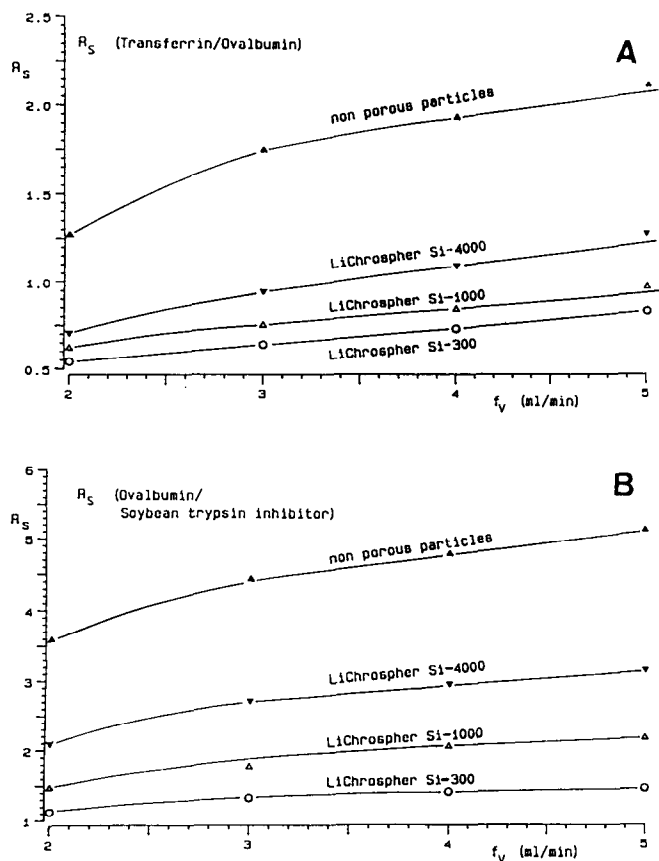 R_S (Transferrin/Ovalbumin)
A
R_S
2.5
2.0
1.5
1.0
0.5
non porous particles
LiChrospher Si-4000
LiChrospher Si-1000
LiChrospher Si-300
2 3 4 5
f_V (ml/min)
R_S (Ovalbumin/
Soybean trypsin inhibitor)
B
R_S
6
5
4
3
2
1
non porous particles
LiChrospher Si-4000
LiChrospher Si-1000
LiChrospher Si-300
2 3 4 5
f_V (ml/min)